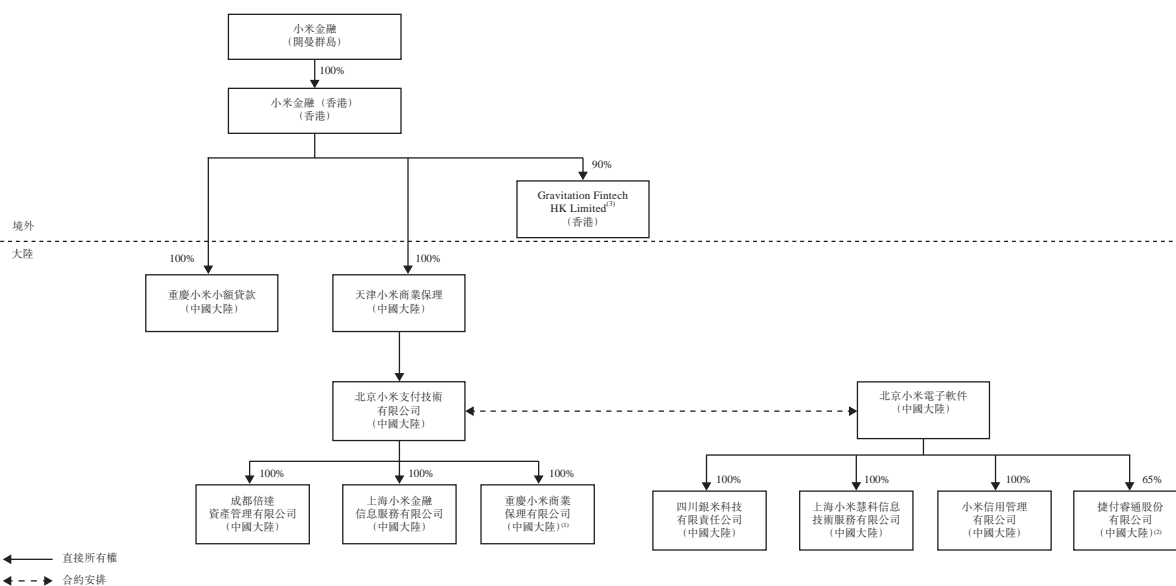 小米金融
(開曼群島)
100%
小米金融（香港）
(香港)
90%
Gravitation Fintech
HK Limited(3)
(香港)
境外
大陸
100%
100%
重慶小米小額貸款
(中國大陸)
天津小米商業保理
(中國大陸)
北京小米支付技術
有限公司
(中國大陸)
北京小米電子軟件
(中國大陸)
100%
100%
100%
100%
100%
100%
65%
成都倍達
資產管理有限公司
(中國大陸)
上海小米金融
信息服務有限公司
(中國大陸)
重慶小米商業
保理有限公司
(中國大陸)(1)
四川銀米科技
有限責任公司
(中國大陸)
上海小米慧科信息
技術服務有限公司
(中國大陸)
小米信用管理
有限公司
(中國大陸)
捷付睿通股份
有限公司
(中國大陸)(2)
直接所有權
合約安排